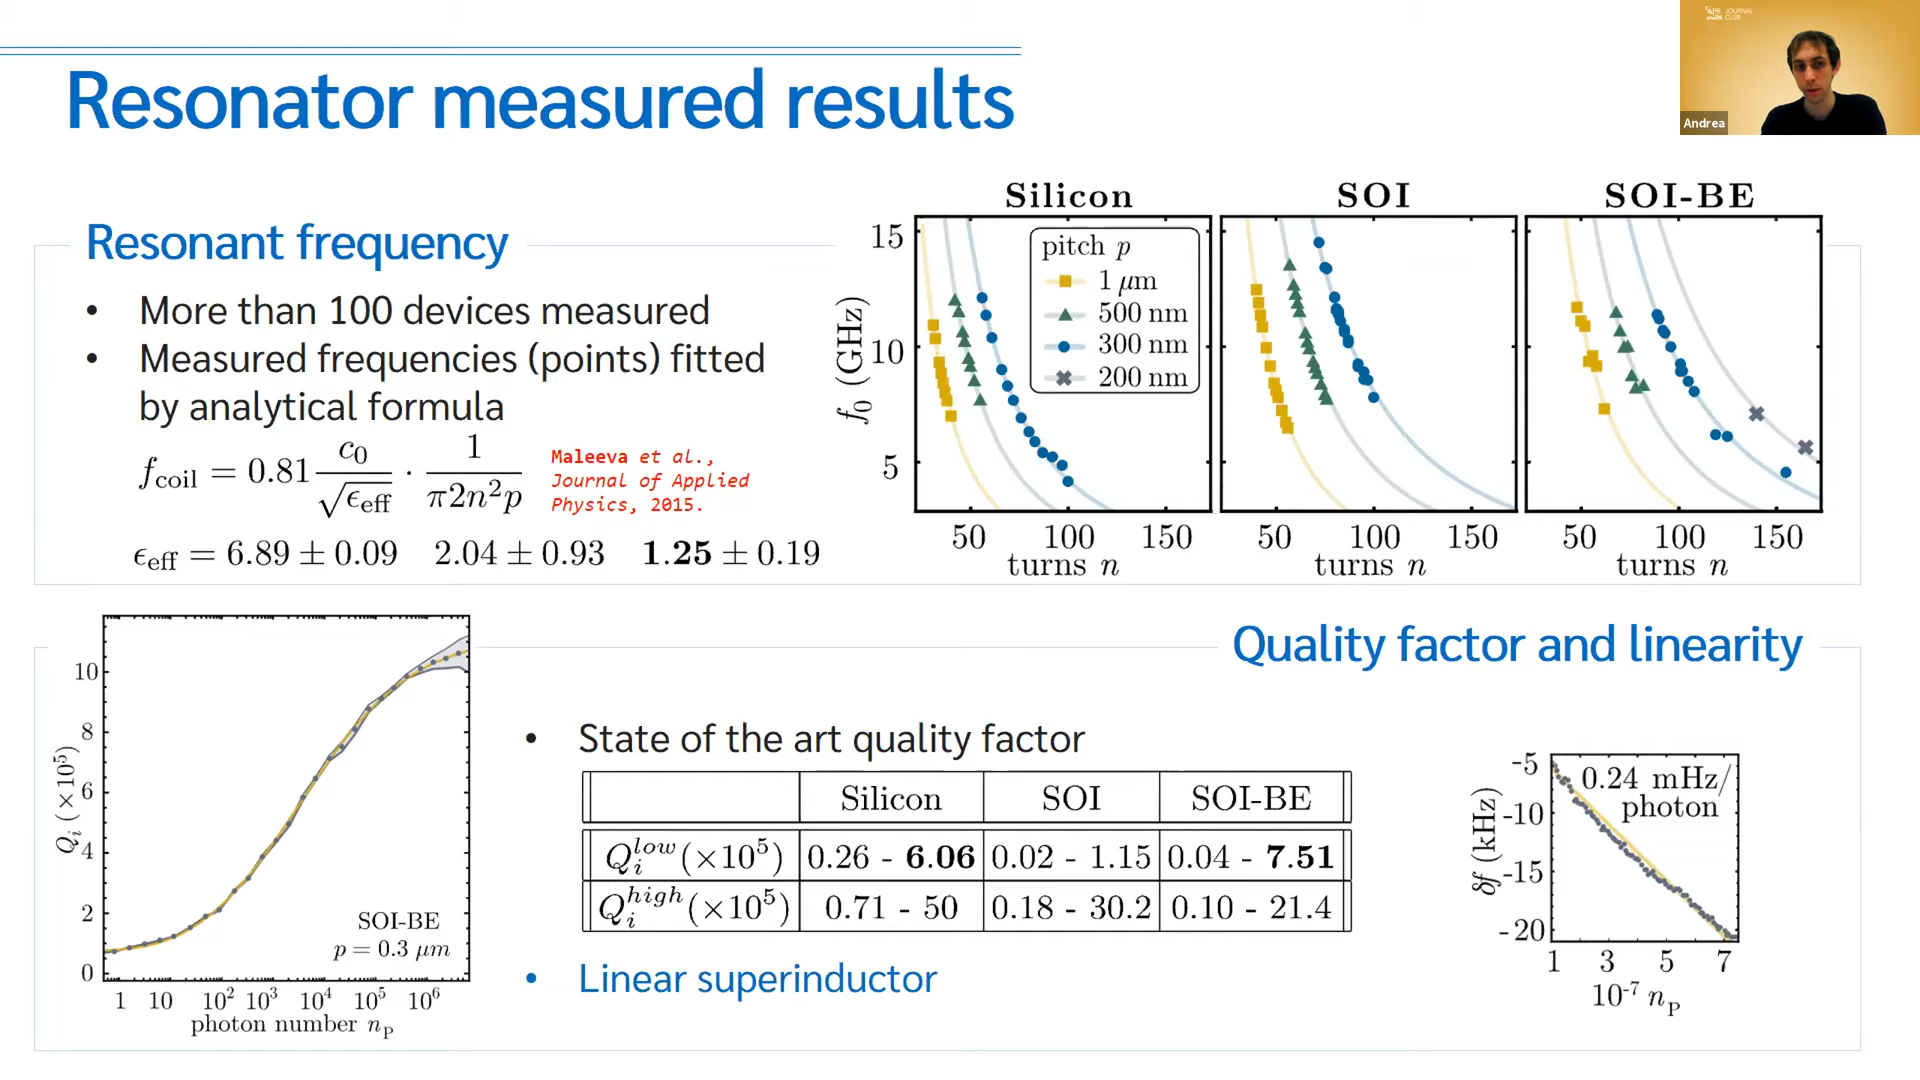 APS JOURNAL
physics CLUB
Andrea
Resonator measured results
Resonant frequency
• More than 100 devices measured
• Measured frequencies (points) fitted
by analytical formula
f_coil = 0.81 c₀/√ϵ_eff · 1/π2n²p
Maleeva et al.,
Journal of Applied
Physics, 2015.
ϵ_eff = 6.89 ± 0.09 2.04 ± 0.93 1.25 ± 0.19
Silicon SOI SOI-BE
f₀ (GHz)
15
10
5
pitch p
1 μm
500 nm
300 nm
200 nm
50 100 150 50 100 150 50 100 150
turns n turns n turns n
Q_i (×10⁵)
10
8
6
4
2
0
SOI-BE
p = 0.3 μm
1 10 10² 10³ 10⁴ 10⁵ 10⁶
photon number n_P
Quality factor and linearity
• State of the art quality factor
Silicon SOI SOI-BE
Q_i^low(×10⁵) 0.26 - 6.06 0.02 - 1.15 0.04 - 7.51
Q_i^high(×10⁵) 0.71 - 50 0.18 - 30.2 0.10 - 21.4
• Linear superinductor
δf (kHz)
-5
-10
-15
-20
0.24 mHz/
photon
1 3 5 7
10⁻⁷ n_P